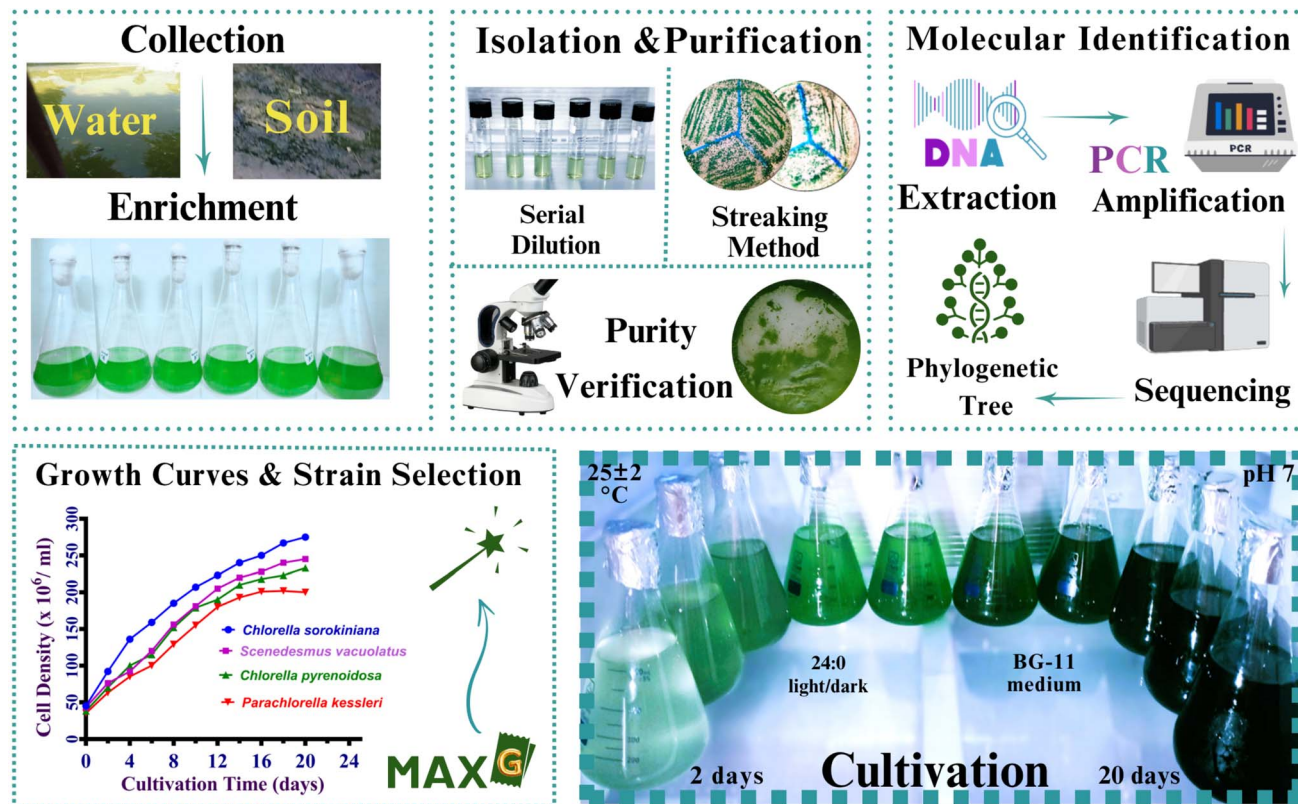 Collection
Water
Soil
Enrichment
Isolation &Purification
Serial
Dilution
Streaking
Method
Purity
Verification
Molecular Identification
DNA
Extraction
PCR
Amplification
PCR
Phylogenetic
Tree
Sequencing
Growth Curves & Strain Selection
Cell Density (x 10⁶/ ml)
300
250
200
150
100
50
0
Chlorella sorokiniana
Scenedesmus vacuolatus
Chlorella pyrenoidosa
Parachlorella kessleri
0 4 8 12 16 20 24
Cultivation Time (days)
MAX G
25±2
°C
pH 7
24:0
light/dark
BG-11
medium
2 days
Cultivation
20 days